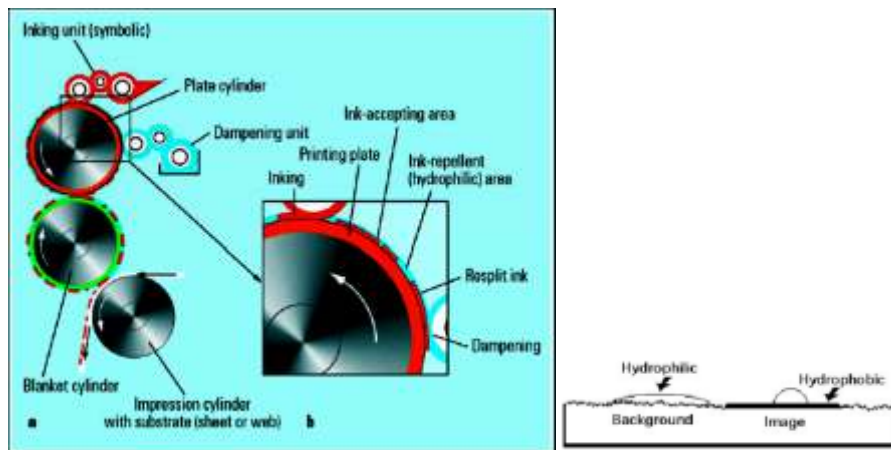 Inking unit (symbolic)
Plate cylinder
Dampening unit
Ink-accepting area
Printing plate
Ink-repellent
(hydrophilic) area
Inking
Resplit ink
Dampening
Blanket cylinder
Impression cylinder
with substrate (sheet or web)
a
b
Hydrophilic
Hydrophobic
Background
Image